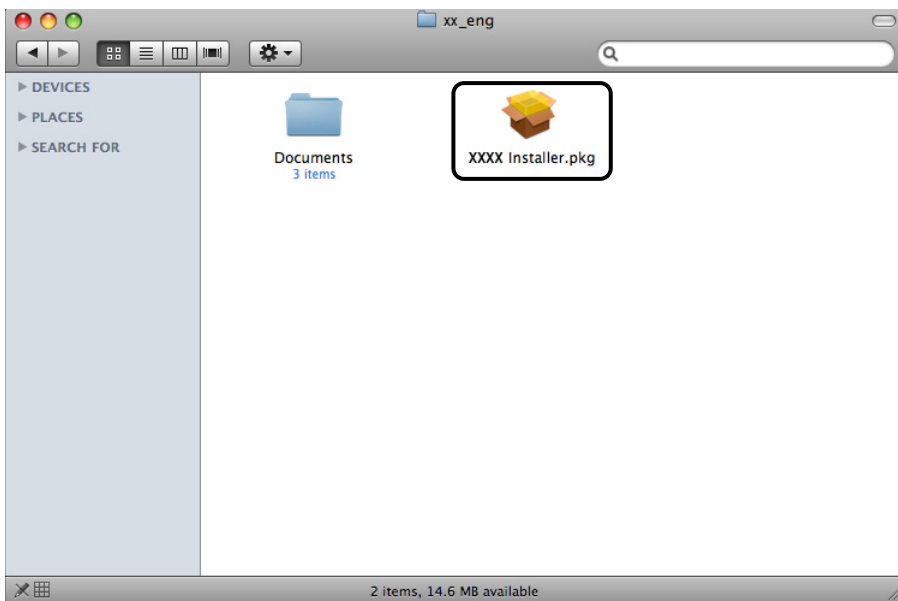 xx_eng
DEVICES
PLACES
SEARCH FOR
Documents
3 items
XXXX Installer.pkg
2 items, 14.6 MB available